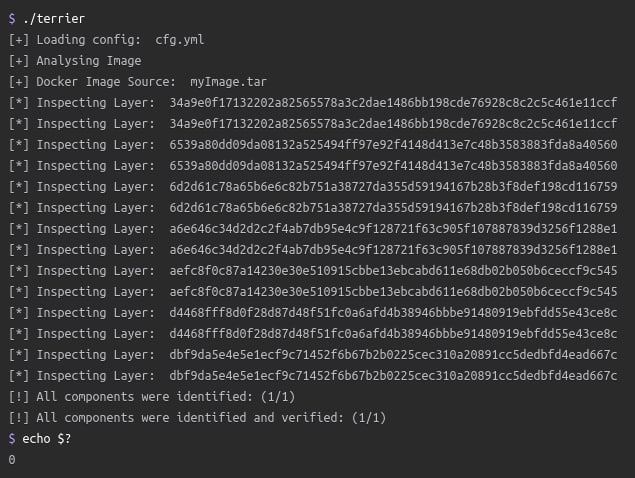 $ ./terrier
[+] Loading config:  cfg.yml
[+] Analysing Image
[+] Docker Image Source:  myImage.tar
[*] Inspecting Layer:  34a9e0f17132202a82565578a3c2dae1486bb198cde76928c8c2c5c461e11ccf
[*] Inspecting Layer:  34a9e0f17132202a82565578a3c2dae1486bb198cde76928c8c2c5c461e11ccf
[*] Inspecting Layer:  6539a80dd09da08132a525494ff97e92f4148d413e7c48b3583883fda8a40560
[*] Inspecting Layer:  6539a80dd09da08132a525494ff97e92f4148d413e7c48b3583883fda8a40560
[*] Inspecting Layer:  6d2d61c78a65b6e6c82b751a38727da355d59194167b28b3f8def198cd116759
[*] Inspecting Layer:  6d2d61c78a65b6e6c82b751a38727da355d59194167b28b3f8def198cd116759
[*] Inspecting Layer:  a6e646c34d2d2c2f4ab7db95e4c9f128721f63c905f107887839d3256f1288e1
[*] Inspecting Layer:  a6e646c34d2d2c2f4ab7db95e4c9f128721f63c905f107887839d3256f1288e1
[*] Inspecting Layer:  aefc8f0c87a14230e30e510915cbbe13ebcabd611e68db02b050b6ceccf9c545
[*] Inspecting Layer:  aefc8f0c87a14230e30e510915cbbe13ebcabd611e68db02b050b6ceccf9c545
[*] Inspecting Layer:  d4468fff8d0f28d87d48f51fc0a6afd4b38946bbbe91480919ebfdd55e43ce8c
[*] Inspecting Layer:  d4468fff8d0f28d87d48f51fc0a6afd4b38946bbbe91480919ebfdd55e43ce8c
[*] Inspecting Layer:  dbf9da5e4e5e1ecf9c71452f6b67b2b0225cec310a20891cc5dedbfd4ead667c
[*] Inspecting Layer:  dbf9da5e4e5e1ecf9c71452f6b67b2b0225cec310a20891cc5dedbfd4ead667c
[!] All components were identified: (1/1)
[!] All components were identified and verified: (1/1)
$ echo $?
0